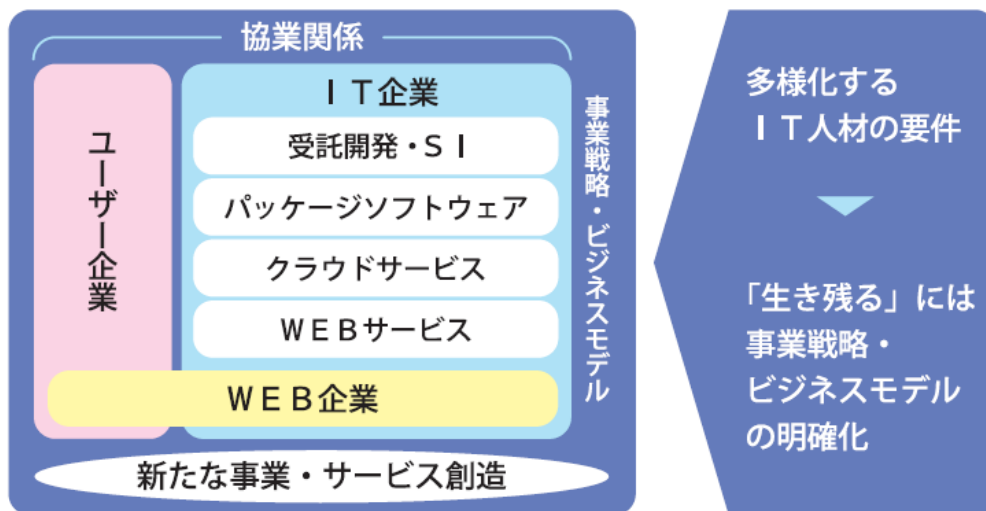 協業関係
ユーザー企業
ＩＴ企業
受託開発・ＳＩ
パッケージソフトウェア
クラウドサービス
ＷＥＢサービス
ＷＥＢ企業
事業戦略・ビジネスモデル
新たな事業・サービス創造
多様化する
ＩＴ人材の要件
「生き残る」には
事業戦略・
ビジネスモデル
の明確化